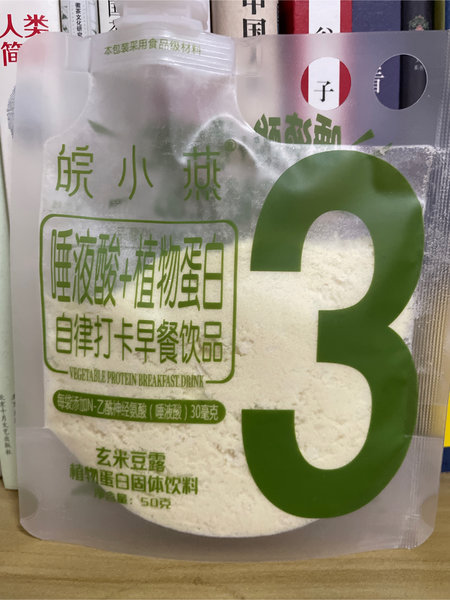 人类
简
中国
子
看
本包装采用食品级材料
皖小燕®
3
唾液酸+植物蛋白
自律打卡早餐饮品
VEGETABLE PROTEIN BREAKFAST DRINK
每袋添加N-乙酰神经氨酸(唾液酸)30毫克
玄米豆露
植物蛋白固体饮料
净含量:50克